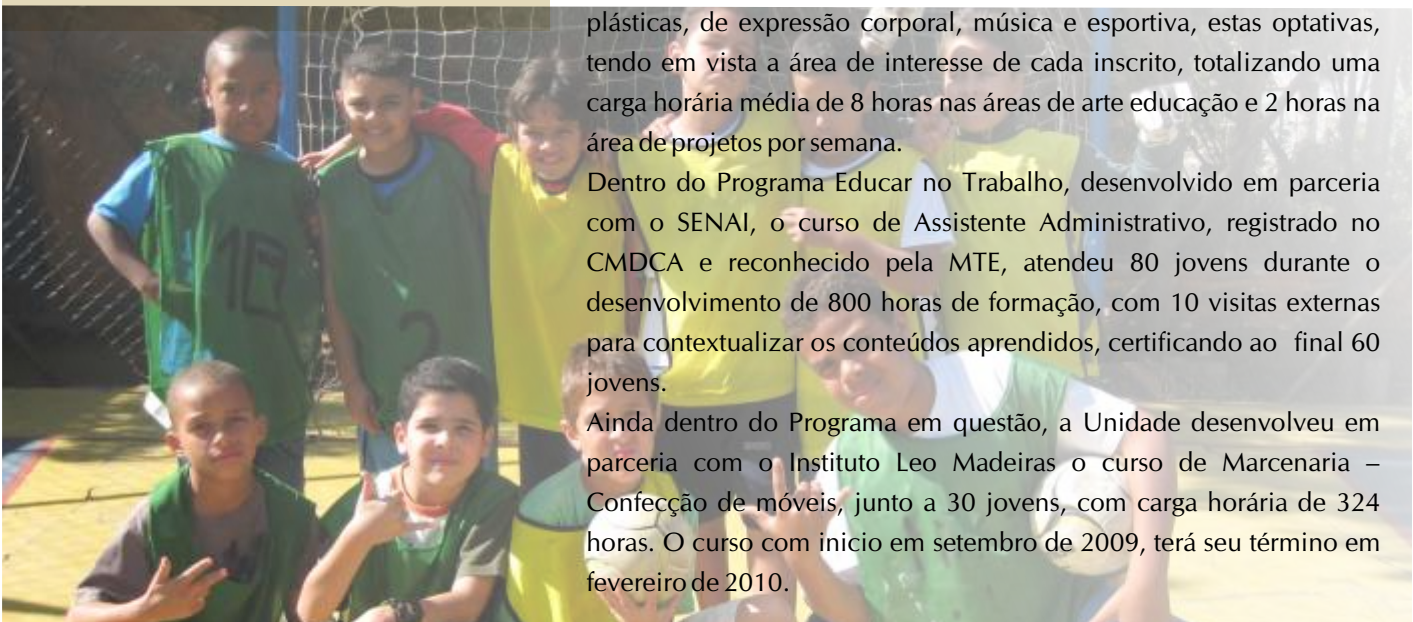 plásticas, de expressão corporal, música e esportiva, estas optativas,
tendo em vista a área de interesse de cada inscrito, totalizando uma
carga horária média de 8 horas nas áreas de arte educação e 2 horas na
área de projetos por semana.
Dentro do Programa Educar no Trabalho, desenvolvido em parceria
com o SENAI, o curso de Assistente Administrativo, registrado no
CMDCA e reconhecido pela MTE, atendeu 80 jovens durante o
desenvolvimento de 800 horas de formação, com 10 visitas externas
para contextualizar os conteúdos aprendidos, certificando ao final 60
jovens.
Ainda dentro do Programa em questão, a Unidade desenvolveu em
parceria com o Instituto Leo Madeiras o curso de Marcenaria –
Confecção de móveis, junto a 30 jovens, com carga horária de 324
horas. O curso com inicio em setembro de 2009, terá seu término em
fevereiro de 2010.